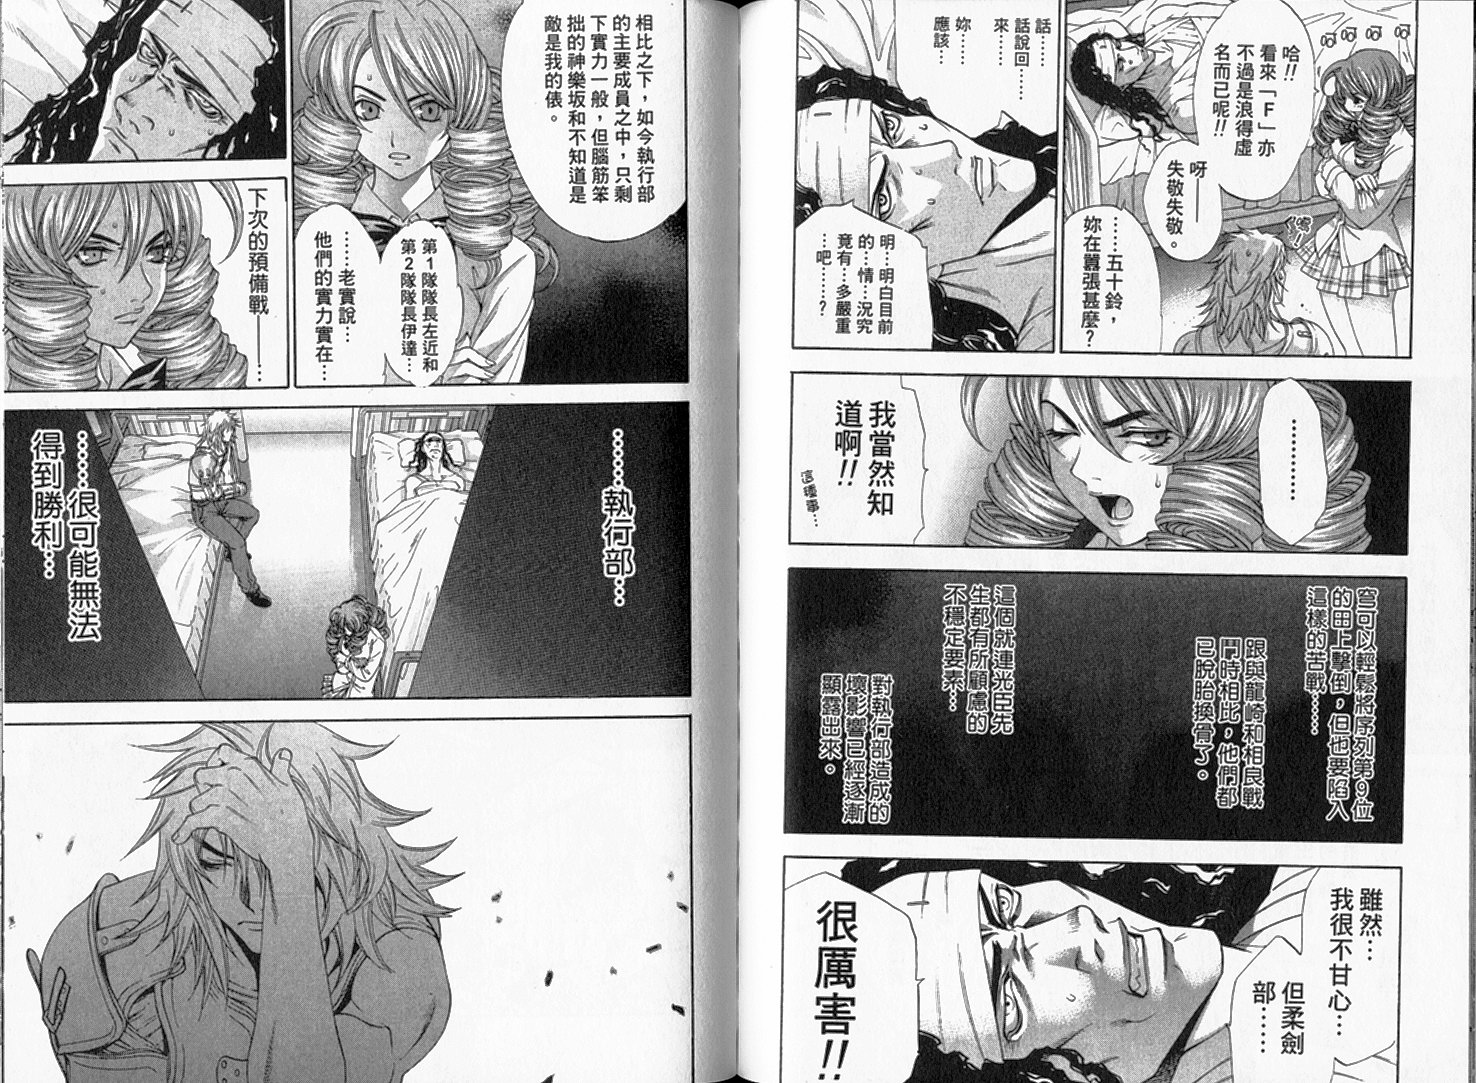 哈!!
看來「F」亦
不過是浪得虛
名而已呢!!
呀──
失敬失敬。
……五十鈴，
妳在囂張甚麼?
話…
話說回……
來…
妳…
應該…
明…明白目前
的…情…況究
竟有…多嚴重
…吧……?
…………
我當然知
道啊!!
這種事…
穹可以輕鬆將序列第9位
的田上擊倒，但也要陷入
這樣的苦戰……
跟與龍崎和相良戰
鬥時相比，他們都
已脫胎換骨了。
這個就連光臣先
生都有所顧慮的
不穩定要素…
對執行部造成的
壞影響已經逐漸
顯露出來。
雖然…
我很不甘心…
但柔劍
部……
很厲害!!
相比之下，如今執行部
的主要成員之中，只剩
下實力一般，但腦筋笨
拙的神樂坂和不知道是
敵是我的俵。
第1隊隊長左近和
第2隊隊長伊達…
……老實說…
他們的實力實在…
下次的預備戰──
……執行部…
……很可能無法
得到勝利…